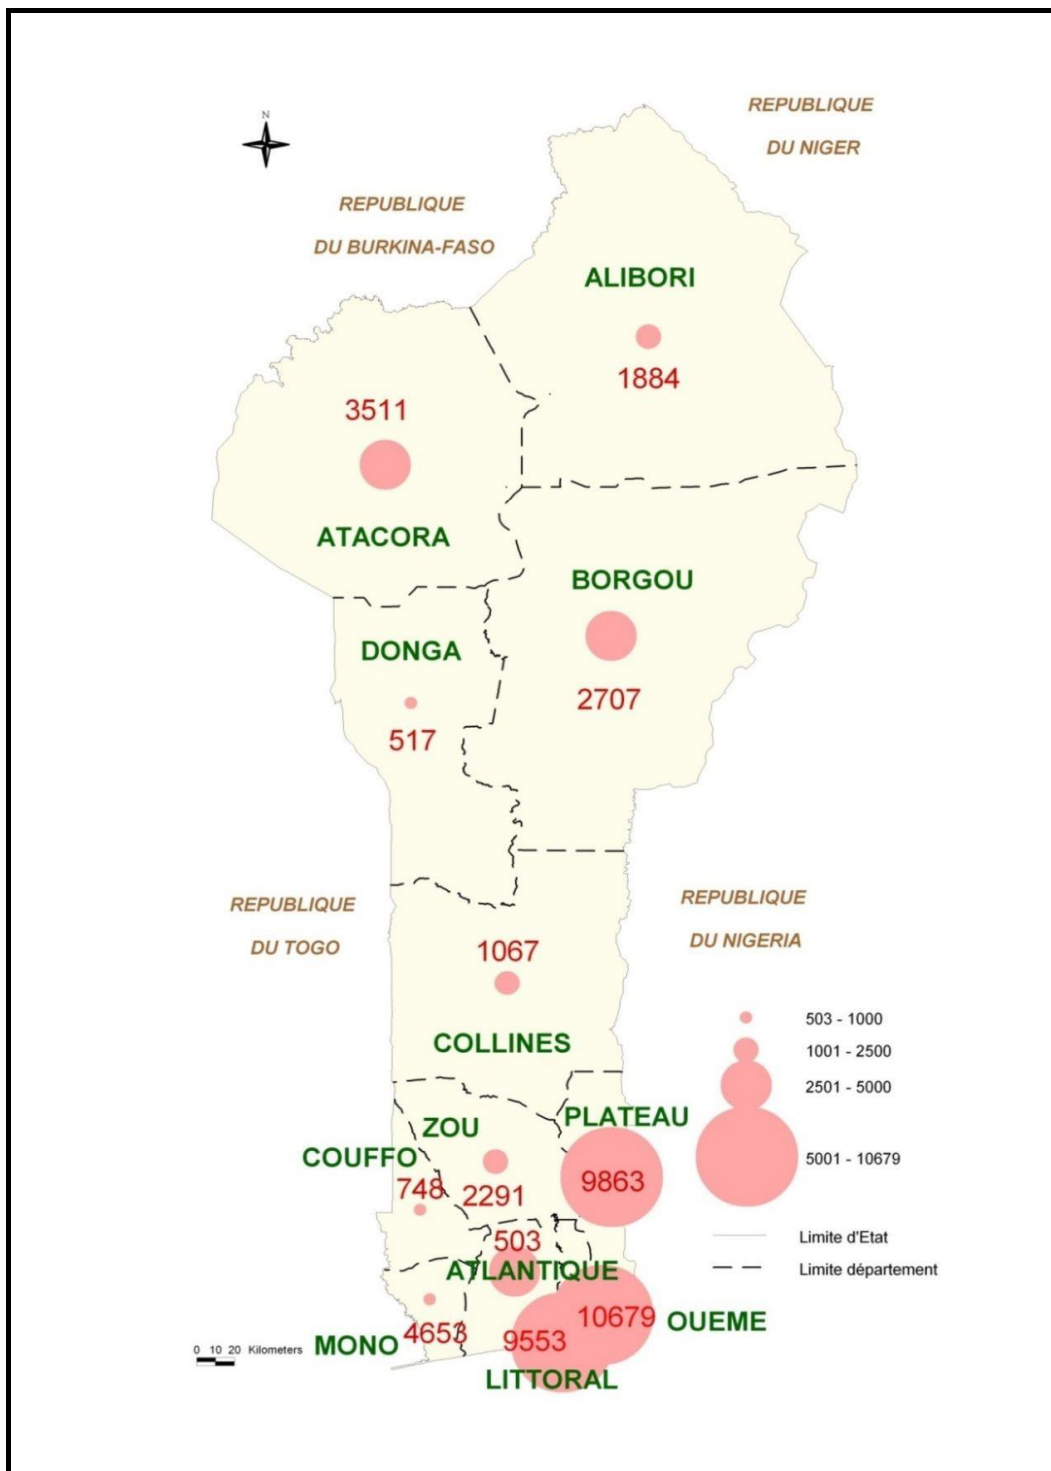 REPUBLIQUE
DU NIGER
N
REPUBLIQUE
DU BURKINA-FASO
ALIBORI
1884
3511
ATACORA
BORGOU
2707
DONGA
517
REPUBLIQUE
DU TOGO
REPUBLIQUE
DU NIGERIA
1067
COLLINES
503 - 1000
1001 - 2500
2501 - 5000
5001 - 10679
PLATEAU
9863
ZOU
2291
COUFFO
748
503
ATLANTIQUE
Limite d'Etat
Limite département
10679
OUEME
MONO
4653
9553
LITTORAL
0 10 20 Kilometers